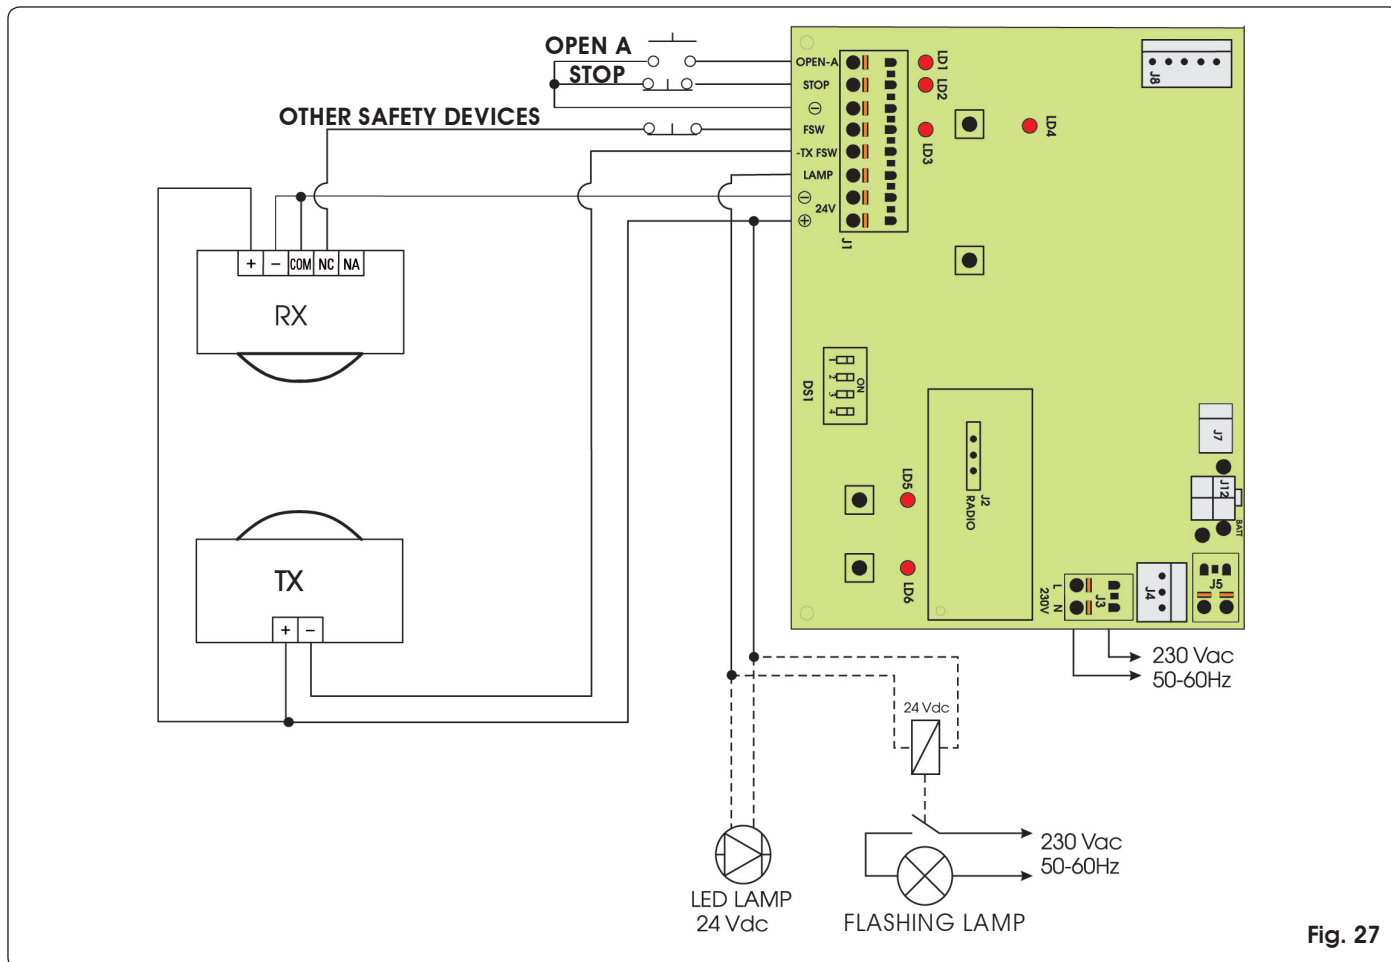 OPEN A
STOP
OTHER SAFETY DEVICES
OPEN-A
STOP
⊖
FSW
-TX FSW
LAMP
⊖
24V
⊕
J1
LD1
LD2
LD3
LD4
J8
+ − COM NC NA
RX
TX
+ −
DS1
1
2
3
4
ON
LD5
LD6
J2
RADIO
J7
J12
BATT
J5
J4
J3
L
N
230V
230 Vac
50-60Hz
24 Vdc
230 Vac
50-60Hz
LED LAMP
24 Vdc
FLASHING LAMP
Fig. 27